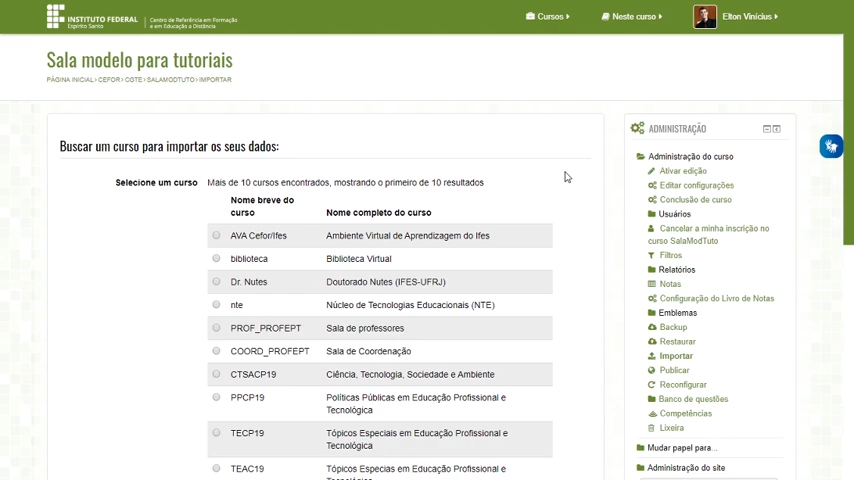 INSTITUTO FEDERAL
Espírito Santo
Centro de Referência em Formação
e em Educação a Distância
Cursos
Neste curso
Elton Vinícius
Sala modelo para tutoriais
PÁGINA INICIAL › CEFOR › CGTE › SALAMODTUTO › IMPORTAR
Buscar um curso para importar os seus dados:
Selecione um curso
Mais de 10 cursos encontrados, mostrando o primeiro de 10 resultados
Nome breve do
curso
Nome completo do curso
AVA Cefor/Ifes Ambiente Virtual de Aprendizagem do Ifes
biblioteca Biblioteca Virtual
Dr. Nutes Doutorado Nutes (IFES-UFRJ)
nte Núcleo de Tecnologias Educacionais (NTE)
PROF_PROFEPT Sala de professores
COORD_PROFEPT Sala de Coordenação
CTSACP19 Ciência, Tecnologia, Sociedade e Ambiente
PPCP19 Políticas Públicas em Educação Profissional e
Tecnológica
TECP19 Tópicos Especiais em Educação Profissional e
Tecnológica
TEAC19 Tópicos Especias em Educação Profissional e
ADMINISTRAÇÃO
Administração do curso
Ativar edição
Editar configurações
Conclusão de curso
Usuários
Cancelar a minha inscrição no
curso SalaModTuto
Filtros
Relatórios
Notas
Configuração do Livro de Notas
Emblemas
Backup
Restaurar
Importar
Publicar
Reconfigurar
Banco de questões
Competências
Lixeira
Mudar papel para...
Administração do site